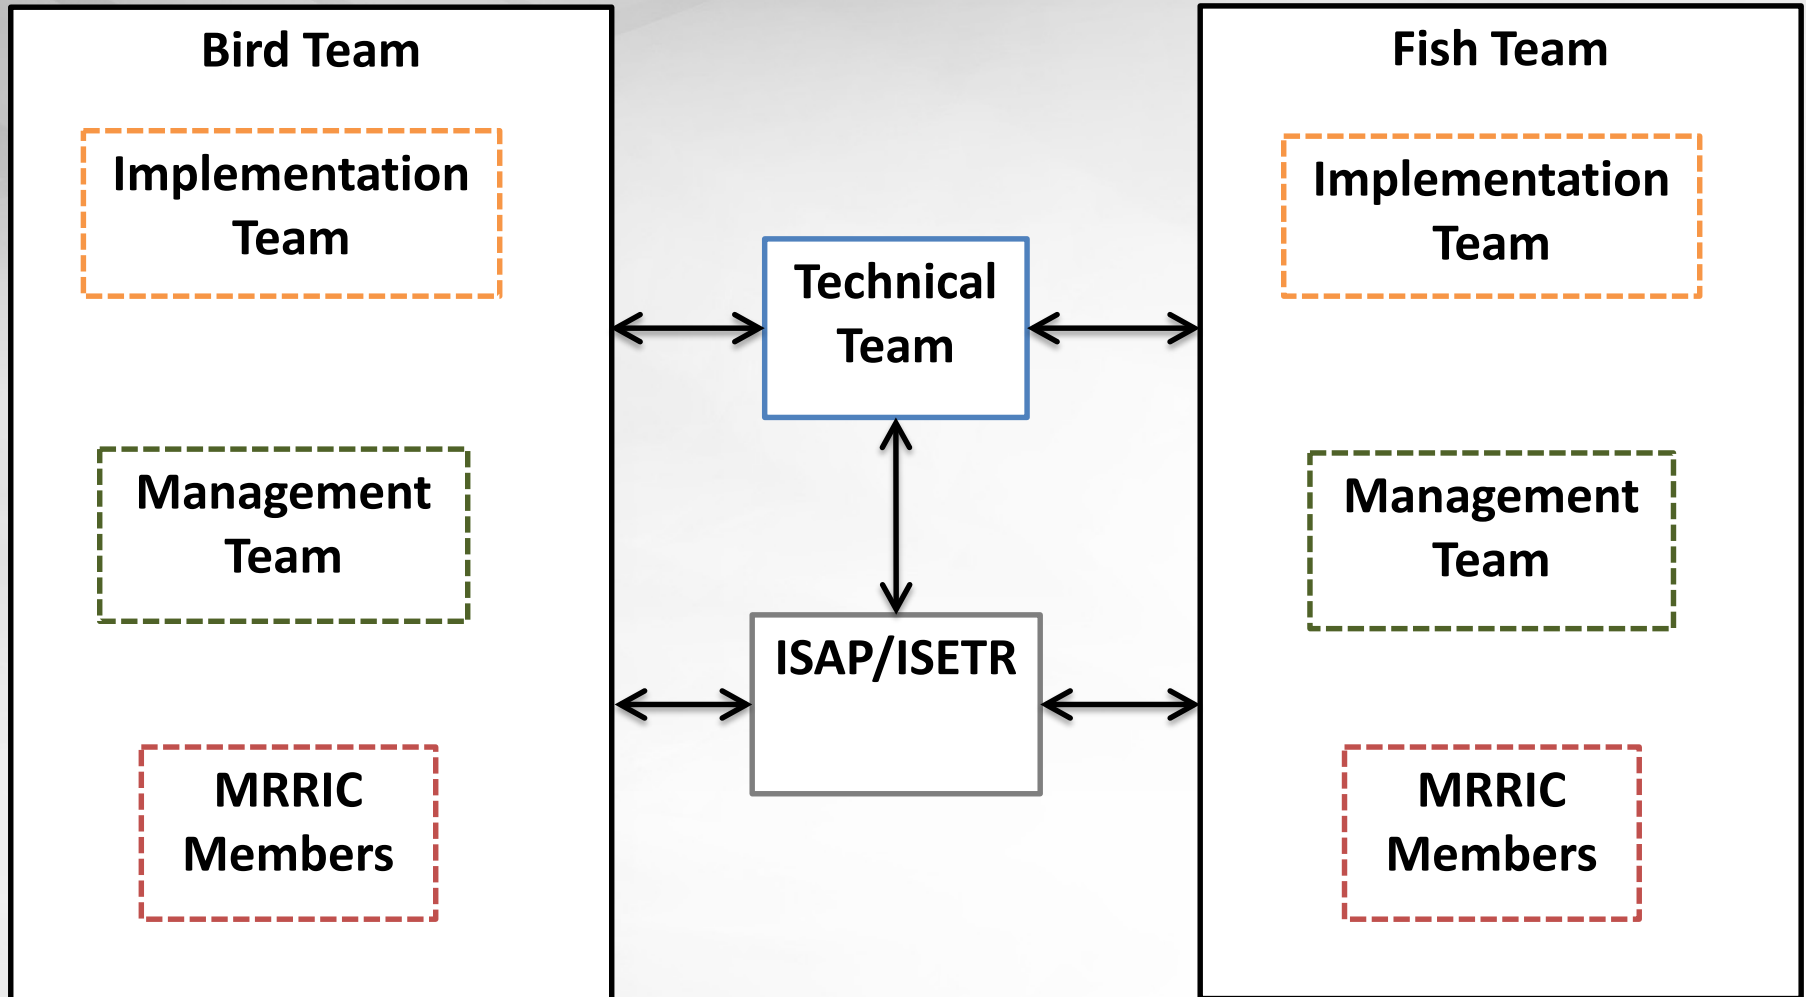 Bird Team
Implementation
Team
Management
Team
MRRIC
Members
Technical
Team
ISAP/ISETR
Fish Team
Implementation
Team
Management
Team
MRRIC
Members